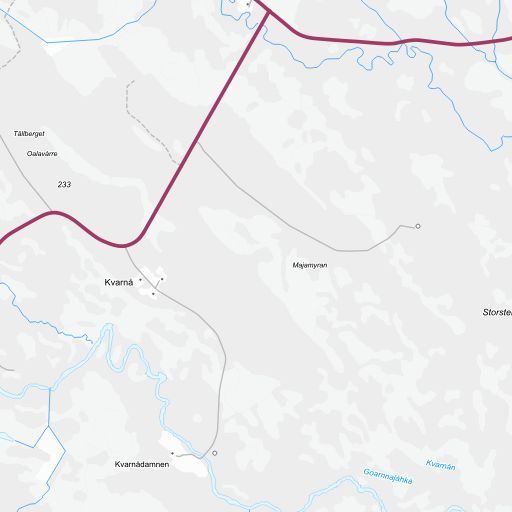 Tällberget
Oalavárre
233
Majamyran
Kvarnå
Storste
Kvarnån
Goarnnajåhkå
Kvarnådamnen